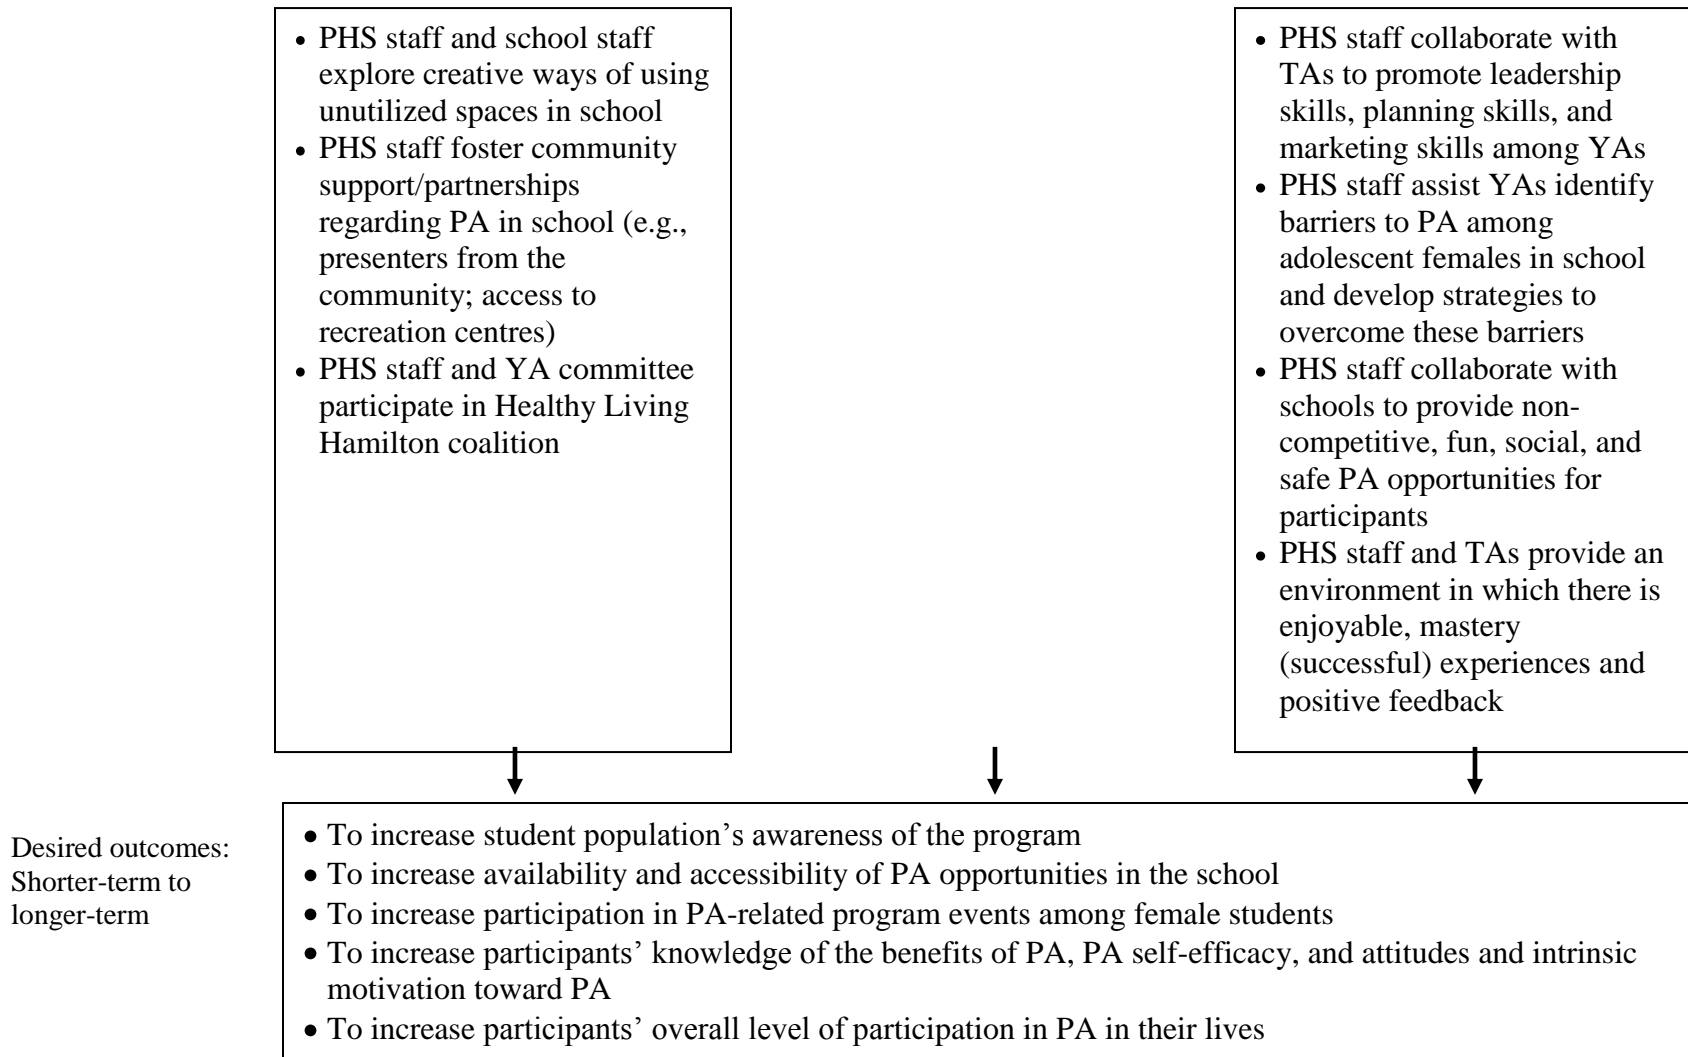 • PHS staff and school staff
explore creative ways of using
unutilized spaces in school
• PHS staff foster community
support/partnerships
regarding PA in school (e.g.,
presenters from the
community; access to
recreation centres)
• PHS staff and YA committee
participate in Healthy Living
Hamilton coalition
• PHS staff collaborate with
TAs to promote leadership
skills, planning skills, and
marketing skills among YAs
• PHS staff assist YAs identify
barriers to PA among
adolescent females in school
and develop strategies to
overcome these barriers
• PHS staff collaborate with
schools to provide non-
competitive, fun, social, and
safe PA opportunities for
participants
• PHS staff and TAs provide an
environment in which there is
enjoyable, mastery
(successful) experiences and
positive feedback
Desired outcomes:
Shorter-term to
longer-term
• To increase student population’s awareness of the program
• To increase availability and accessibility of PA opportunities in the school
• To increase participation in PA-related program events among female students
• To increase participants’ knowledge of the benefits of PA, PA self-efficacy, and attitudes and intrinsic
motivation toward PA
• To increase participants’ overall level of participation in PA in their lives